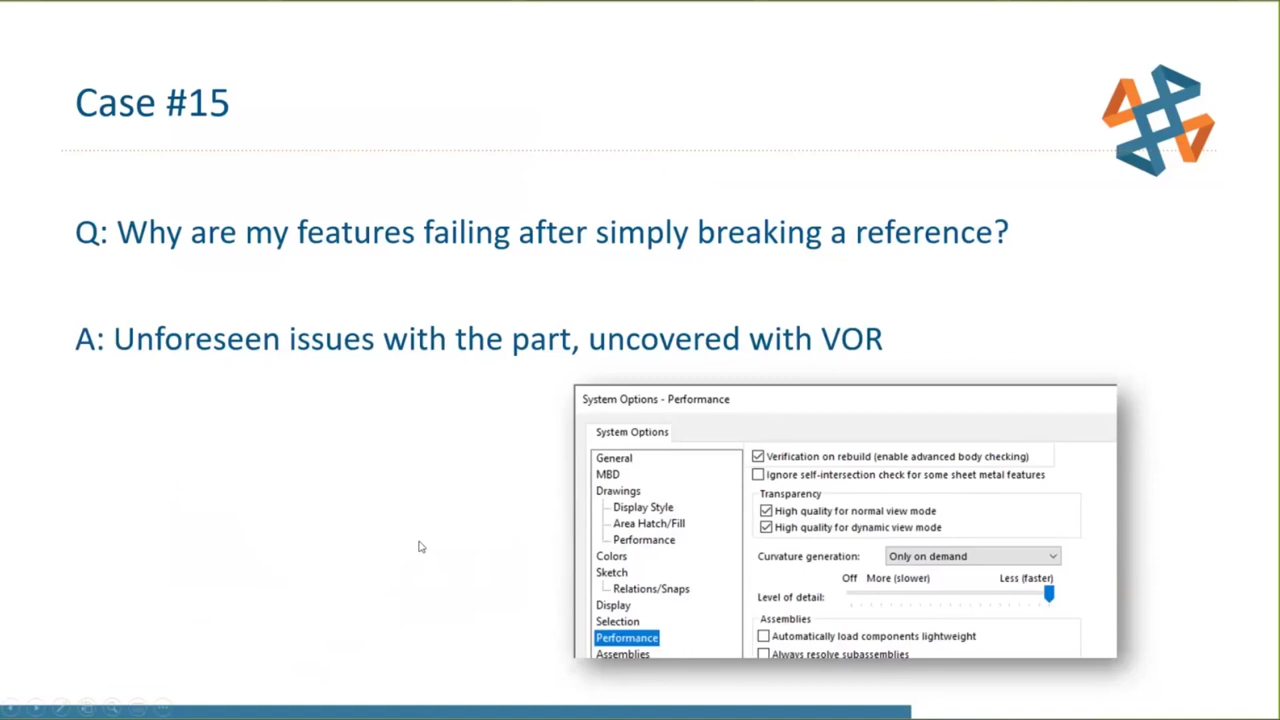 Case #15
Q: Why are my features failing after simply breaking a reference?
A: Unforeseen issues with the part, uncovered with VOR
System Options - Performance
System Options
General
MBD
Drawings
Display Style
Area Hatch/Fill
Performance
Colors
Sketch
Relations/Snaps
Display
Selection
Performance
Assemblies
Verification on rebuild (enable advanced body checking)
Ignore self-intersection check for some sheet metal features
Transparency
High quality for normal view mode
High quality for dynamic view mode
Curvature generation: Only on demand
Off More (slower) Less (faster)
Level of detail:
Assemblies
Automatically load components lightweight
Always resolve subassemblies